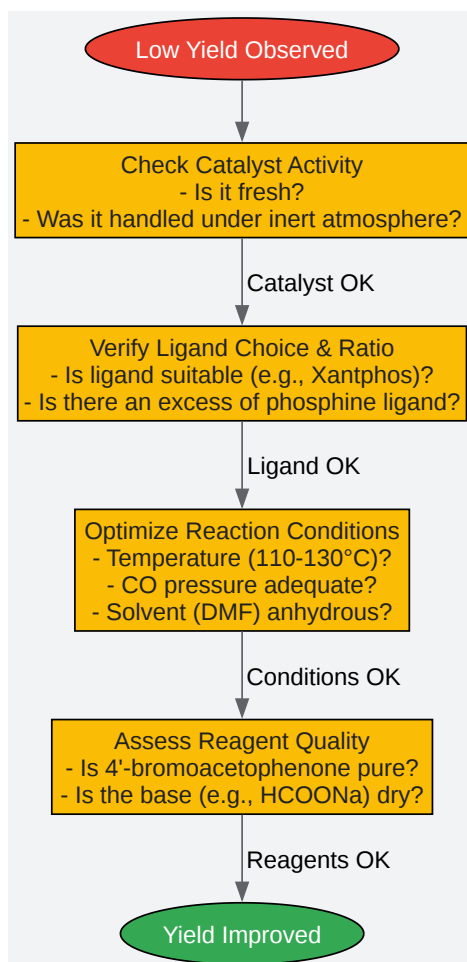 Low Yield Observed
Check Catalyst Activity
- Is it fresh?
- Was it handled under inert atmosphere?
Catalyst OK
Verify Ligand Choice & Ratio
- Is ligand suitable (e.g., Xantphos)?
- Is there an excess of phosphine ligand?
Ligand OK
Optimize Reaction Conditions
- Temperature (110-130°C)?
- CO pressure adequate?
- Solvent (DMF) anhydrous?
Conditions OK
Assess Reagent Quality
- Is 4'-bromoacetophenone pure?
- Is the base (e.g., HCOONa) dry?
Reagents OK
Yield Improved